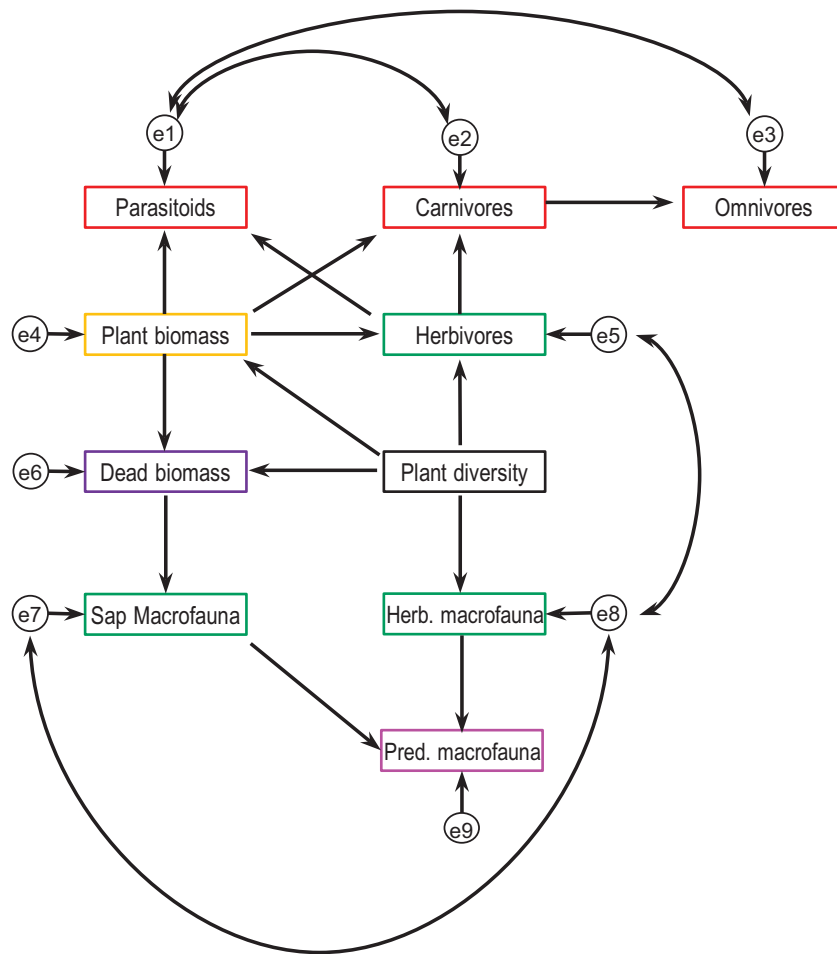 e1
e2
e3
Parasitoids
Carnivores
Omnivores
e4
Plant biomass
Herbivores
e5
e6
Dead biomass
Plant diversity
e7
Sap Macrofauna
Herb. macrofauna
e8
Pred. macrofauna
e9